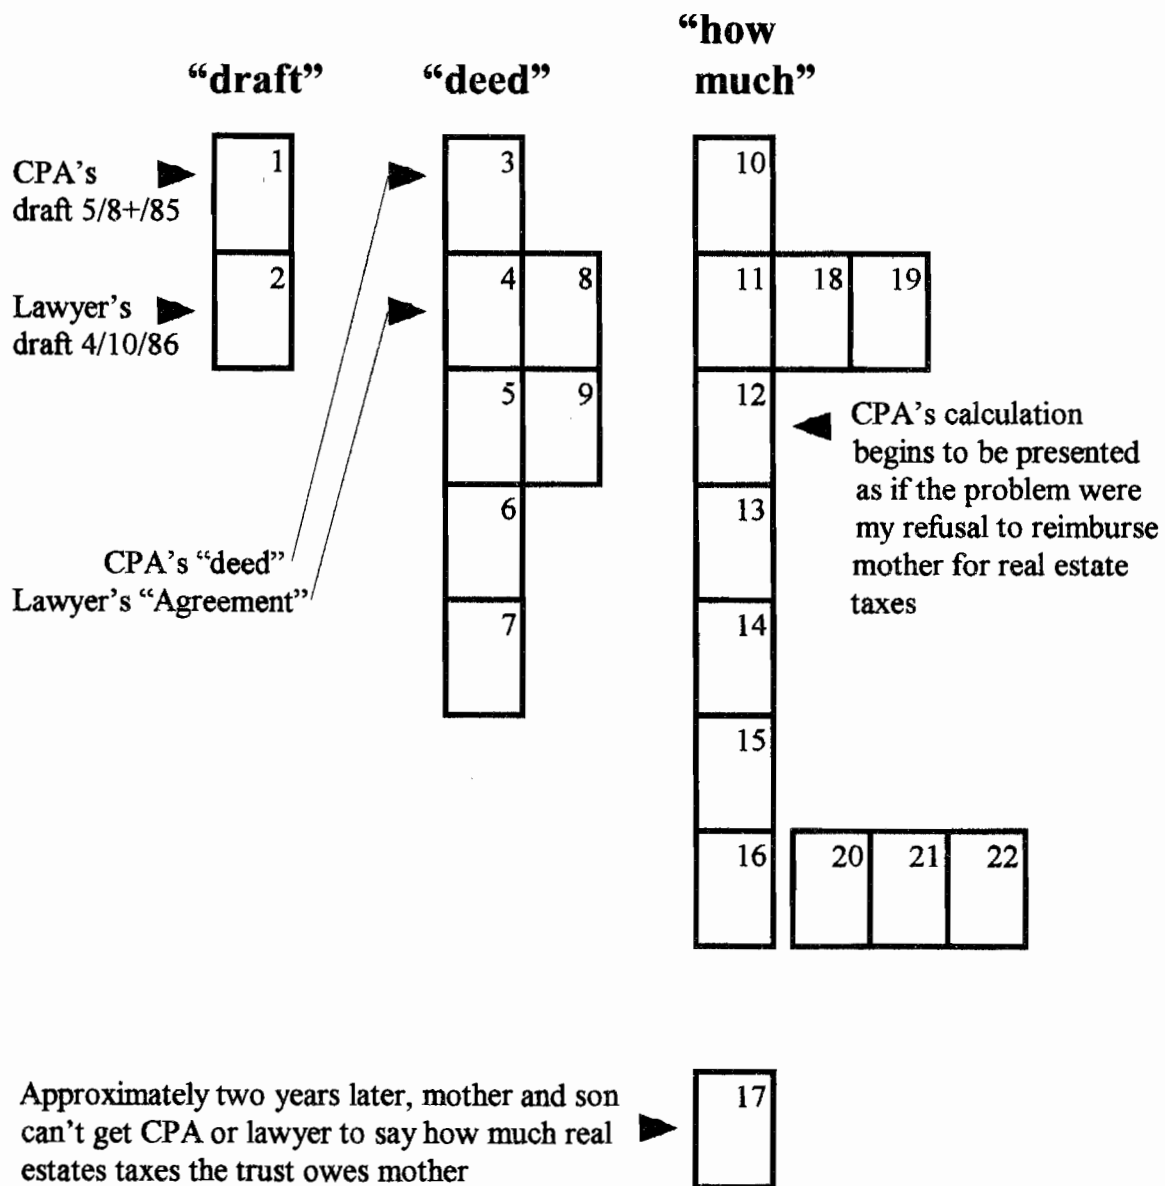 “how
“draft” “deed” much”
CPA’s
draft 5/8+/85
1
3
10
Lawyer’s
draft 4/10/86
2
4 8
11 18 19
5 9
12
CPA’s calculation
begins to be presented
as if the problem were
my refusal to reimburse
mother for real estate
taxes
6
13
CPA’s “deed”
Lawyer’s “Agreement”
7
14
15
16 20 21 22
Approximately two years later, mother and son
can’t get CPA or lawyer to say how much real
estates taxes the trust owes mother
17